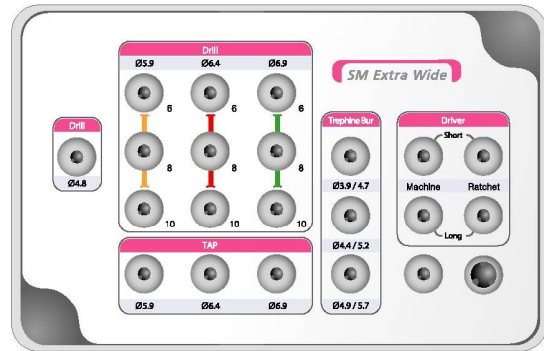 Drill
Ø5.9 Ø6.4 Ø6.9
SM Extra Wide
6 6 6
Drill
Trephine Bur
Driver
Short
8 8 8
Ø4.8
Ø3.9 / 4.7
Machine Ratchet
10 10 10
Long
TAP
Ø4.4 / 5.2
Ø5.9 Ø6.4 Ø6.9
Ø4.9 / 5.7